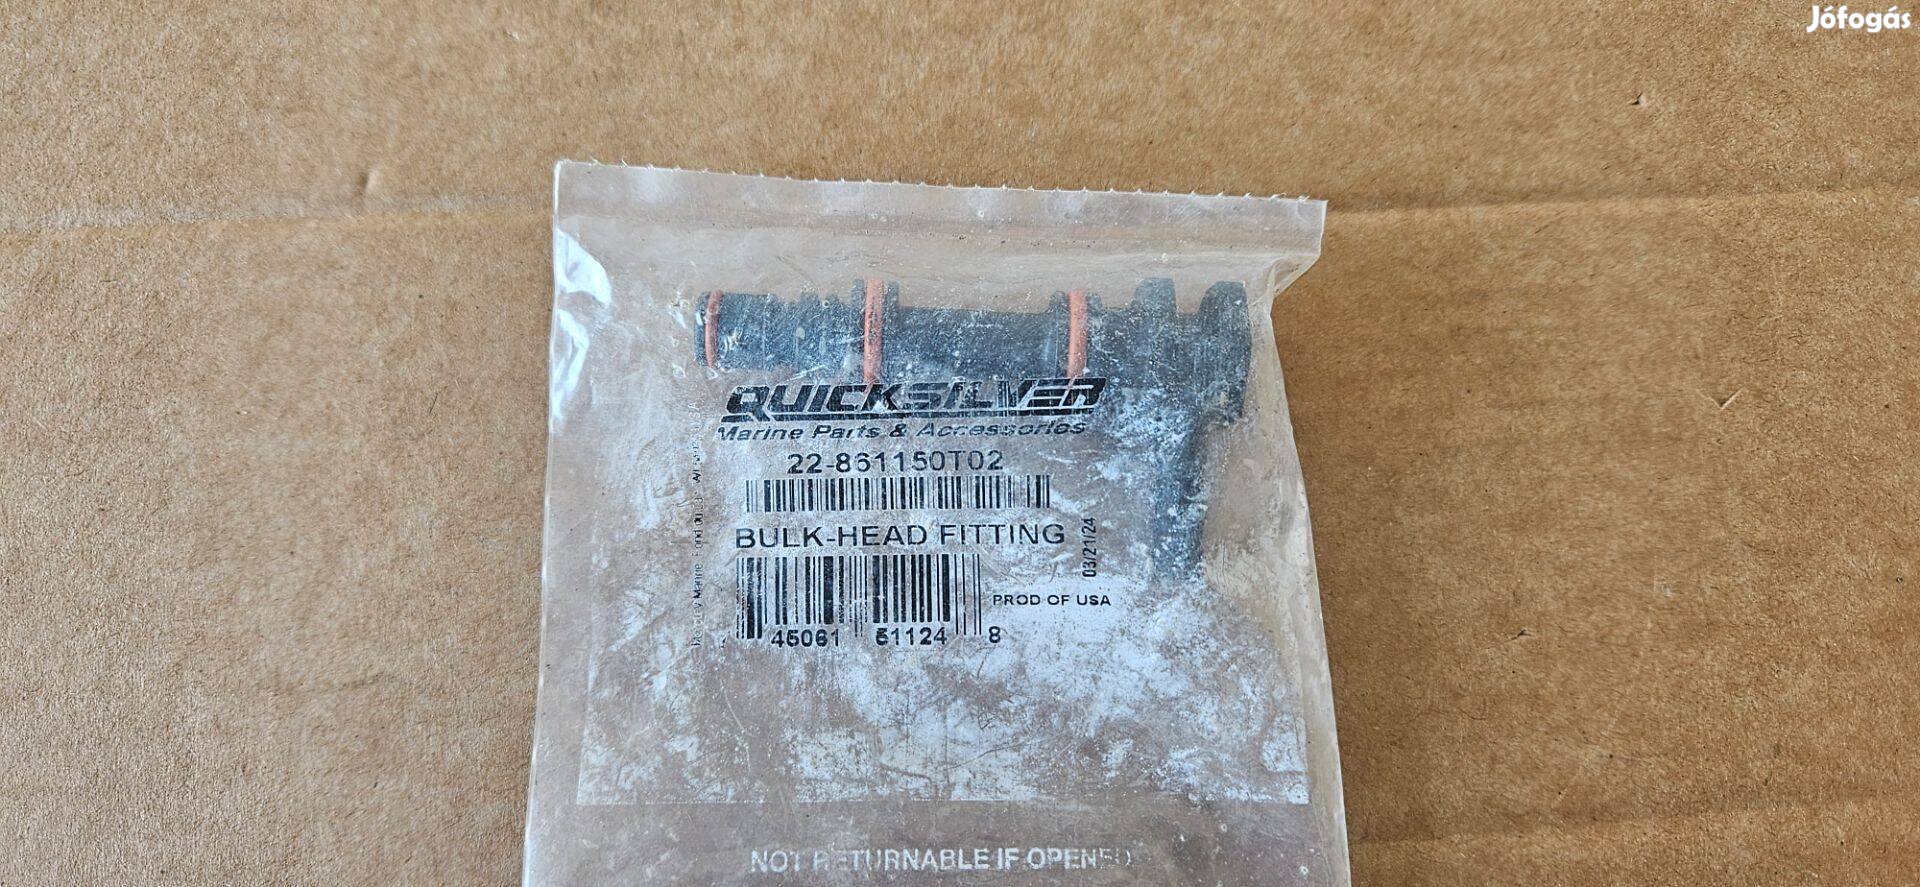 Jófogás
QUICKSILVER
Marine Parts & Accessories
22-861150T02
BULK-HEAD FITTING
03/21/24
PROD OF USA
45061 61124 8
NOT RETURNABLE IF OPENED